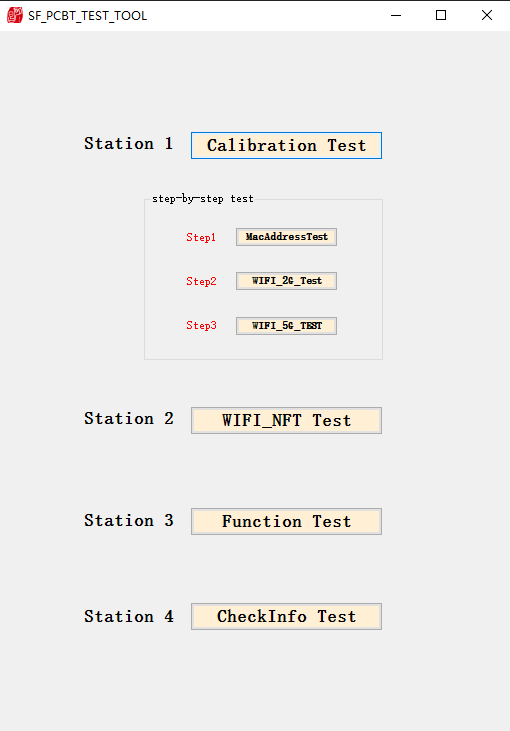 SF_PCBT_TEST_TOOL
Station 1 Calibration Test
step-by-step test
Step1 MacAddressTest
Step2 WIFI_2G_Test
Step3 WIFI_5G_TEST
Station 2 WIFI_NFT Test
Station 3 Function Test
Station 4 CheckInfo Test